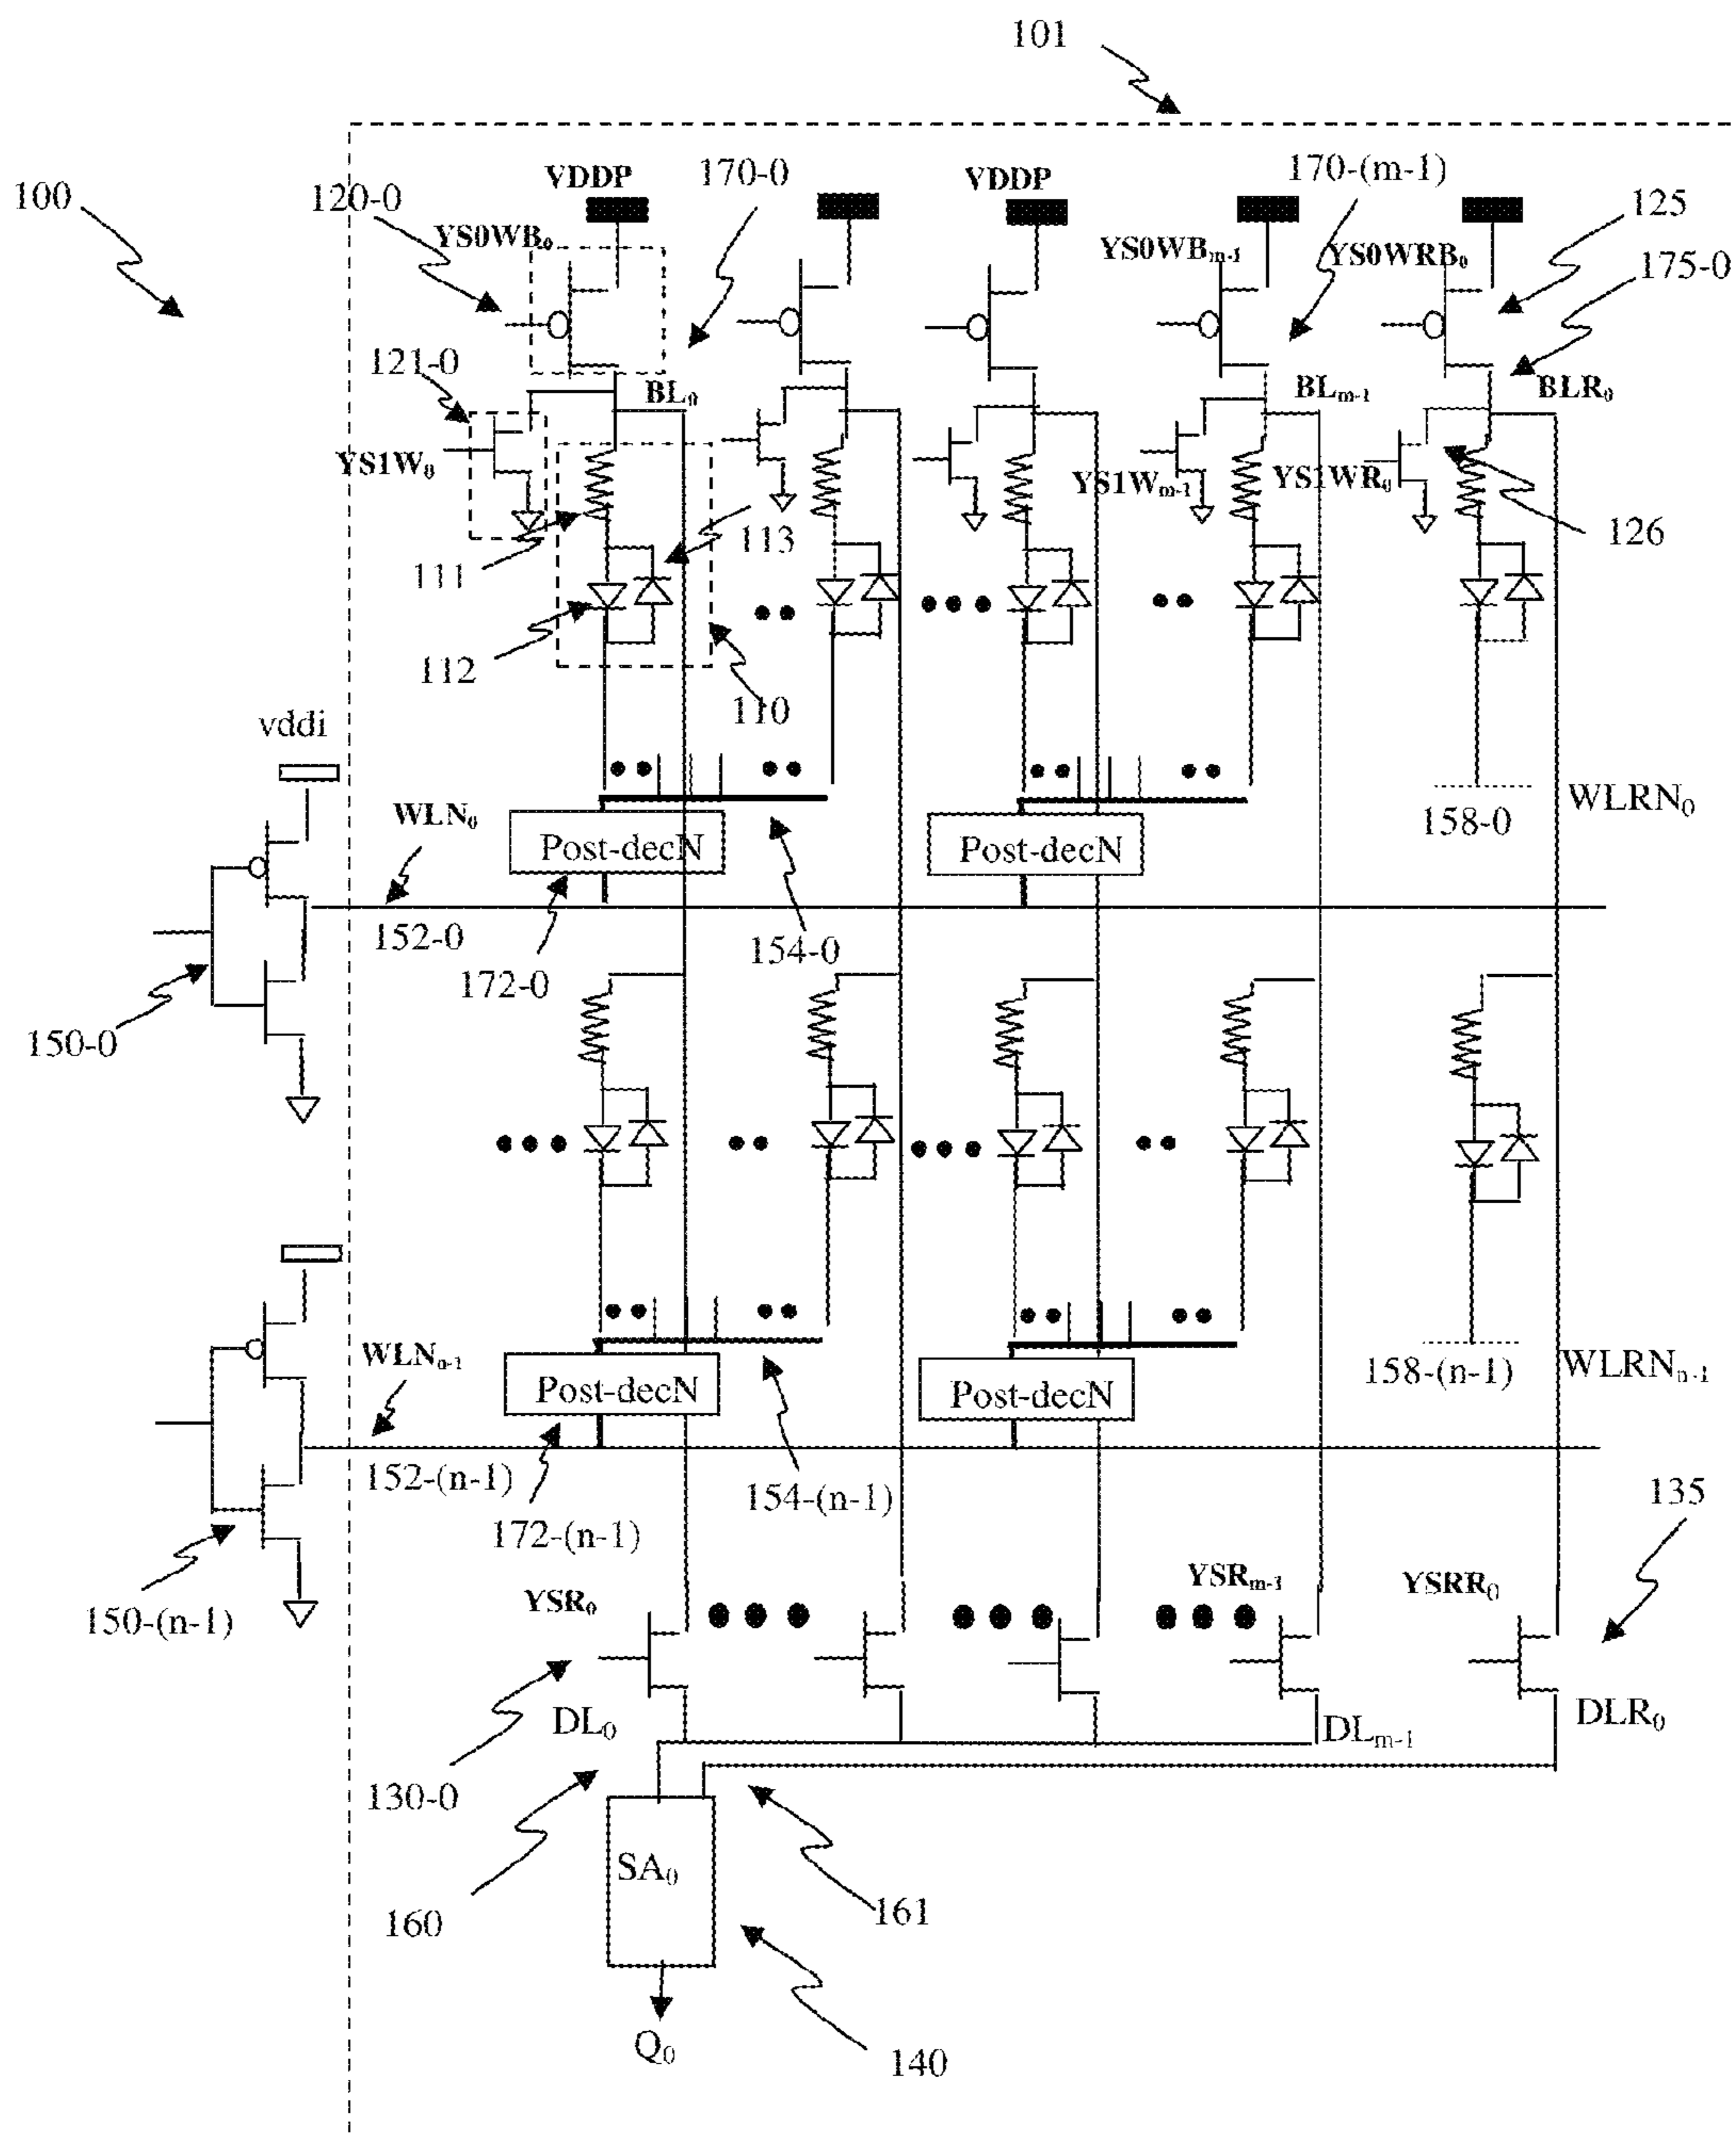 101
100
120-0
VDDP
170-0
VDDP
170-(m-1)
125
YS0WB₀
YS0WBₘ₋₁
YS0WRB₀
175-0
121-0
BL₀
BLₘ₋₁
BLR₀
YS1W₀
YS1Wₘ₋₁
YS1WR₀
111
113
126
112
110
vddi
WLN₀
Post-decN
Post-decN
158-0
WLRN₀
152-0
172-0
154-0
150-0
WLNₙ₋₁
Post-decN
Post-decN
158-(n-1)
WLRNₙ₋₁
152-(n-1)
172-(n-1)
154-(n-1)
135
150-(n-1)
YSR₀
YSRₘ₋₁
YSRR₀
DL₀
DLₘ₋₁
DLR₀
130-0
SA₀
160
161
Q₀
140